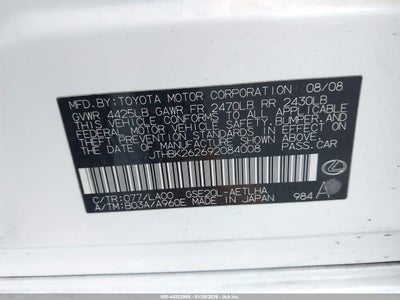 MFD.BY: TOYOTA MOTOR CORPORATION 08/08
GVWR 4425LB GAWR FR 2470LB RR 2430LB
THIS VEHICLE CONFORMS TO ALL APPLICABLE
FEDERAL MOTOR VEHICLE SAFETY, BUMPER, AND
THEFT PREVENTION STANDARDS IN EFFECT ON
THE DATE OF MANUFACTURE SHOWN ABOVE.
JTHBK262692084008 PASS.CAR
C/TR:077/LA00 GSE20L-AETLHA
A/TM:B03A/A960E MADE IN JAPAN 984 A